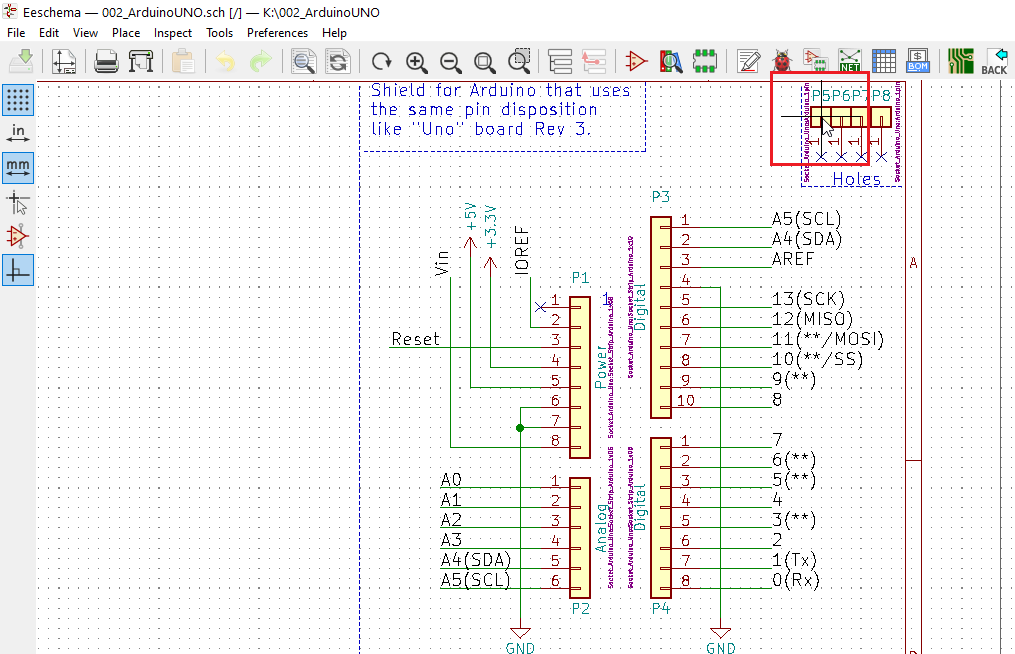 Eeschema — 002_ArduinoUNO.sch [/] — K:\002_ArduinoUNO
File Edit View Place Inspect Tools Preferences Help
NET
BOM
BACK
in
mm
Shield for Arduino that uses
the same pin disposition
like "Uno" board Rev 3.
P5 P6 P7 P8
1 1 1 1
Holes
+5V
+3.3V
Vin
IOREF
Reset
P1
1
1
2
3
4
5
6
7
8
Power
P3
1 A5(SCL)
2 A4(SDA)
3 AREF
4
5 13(SCK)
6 12(MISO)
7 11(**/MOSI)
8 10(**/SS)
9 9(**)
10 8
Digital
A
A0 1
A1 2
A2 3
A3 4
A4(SDA) 5
A5(SCL) 6
Analog
P2
1 7
2 6(**)
3 5(**)
4 4
5 3(**)
6 2
7 1(Tx)
8 0(Rx)
Digital
P4
GND
GND